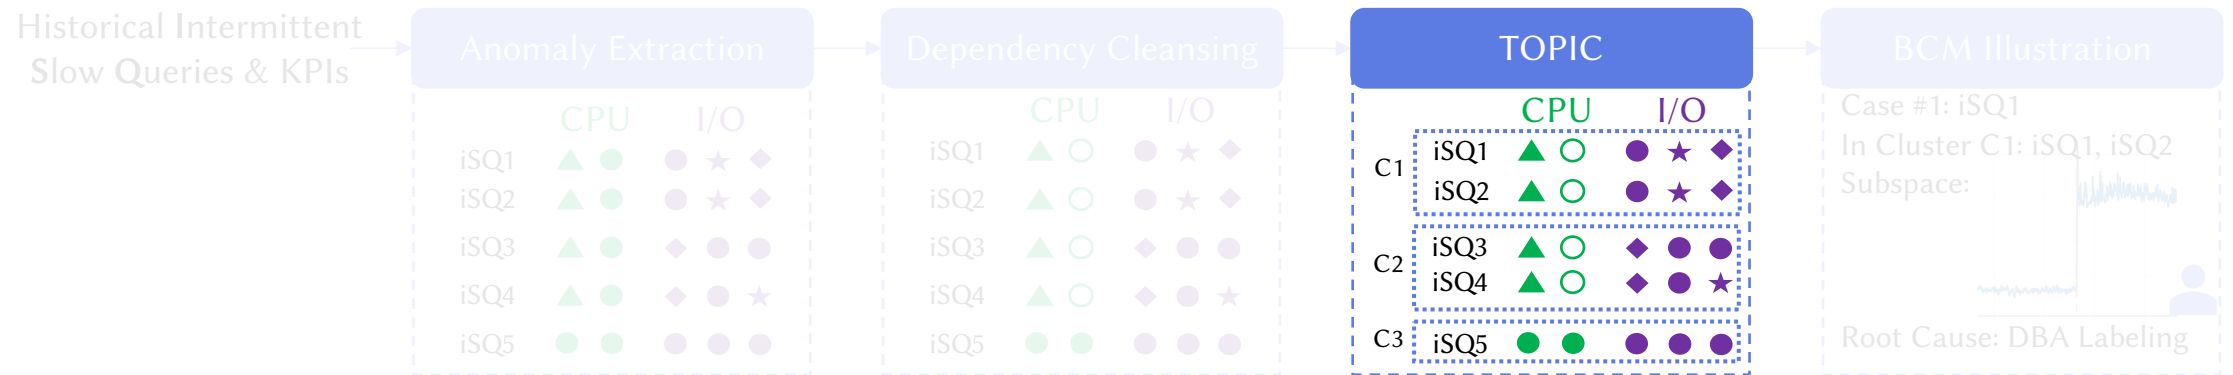 Historical Intermittent
Slow Queries & KPIs
Anomaly Extraction
CPU I/O
iSQ1
iSQ2
iSQ3
iSQ4
iSQ5
Dependency Cleansing
CPU I/O
iSQ1
iSQ2
iSQ3
iSQ4
iSQ5
TOPIC
CPU I/O
C1
iSQ1
iSQ2
C2
iSQ3
iSQ4
C3
iSQ5
BCM Illustration
Case #1: iSQ1
In Cluster C1: iSQ1, iSQ2
Subspace:
Root Cause: DBA Labeling